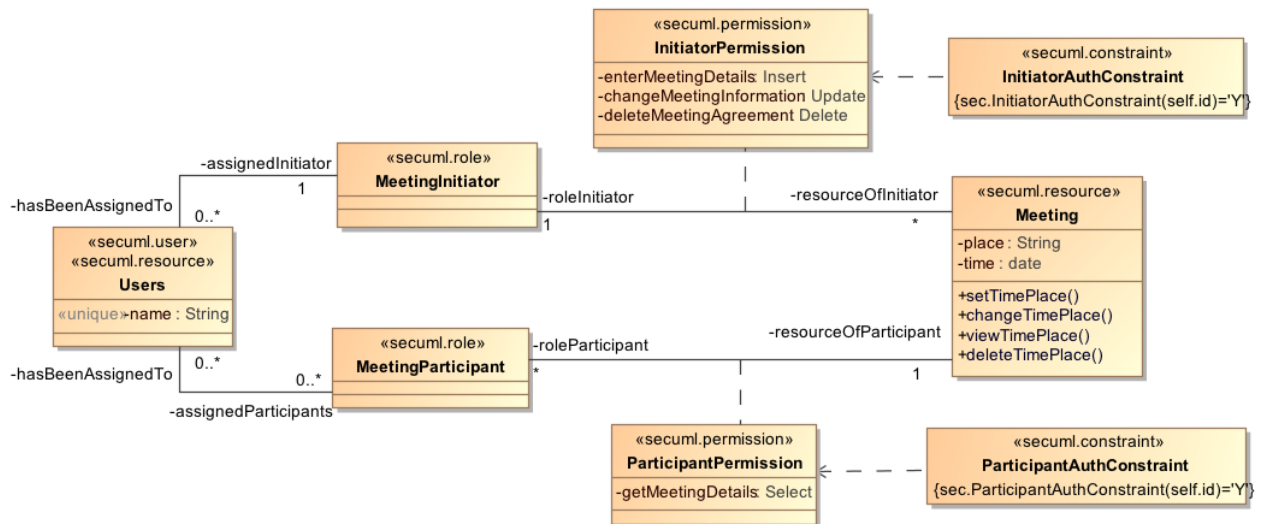 «secuml.permission»
InitiatorPermission
-enterMeetingDetails: Insert
-changeMeetingInformation Update
-deleteMeetingAgreement Delete
«secuml.constraint»
InitiatorAuthConstraint
{sec.InitiatorAuthConstraint(self.id)='Y'}
-assignedInitiator
1
«secuml.role»
MeetingInitiator
-roleInitiator
1
-resourceOfInitiator
*
«secuml.resource»
Meeting
-place : String
-time : date
+setTimePlace()
+changeTimePlace()
+viewTimePlace()
+deleteTimePlace()
-hasBeenAssignedTo
0..*
«secuml.user»
«secuml.resource»
Users
«unique»-name : String
-hasBeenAssignedTo
0..*
0..*
-assignedParticipants
«secuml.role»
MeetingParticipant
-roleParticipant
*
-resourceOfParticipant
1
«secuml.permission»
ParticipantPermission
-getMeetingDetails: Select
«secuml.constraint»
ParticipantAuthConstraint
{sec.ParticipantAuthConstraint(self.id)='Y'}